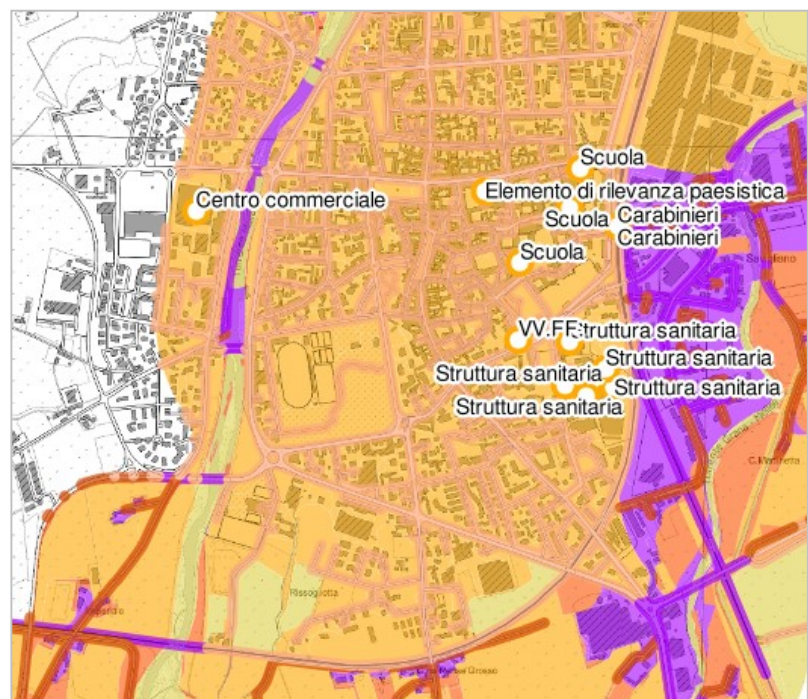 Scuola
Elemento di rilevanza paesistica
Centro commerciale
Scuola
Carabinieri
Carabinieri
Scuola
VV.FF.
Struttura sanitaria
Struttura sanitaria
Struttura sanitaria
Struttura sanitaria
Struttura sanitaria
Rissogliotta